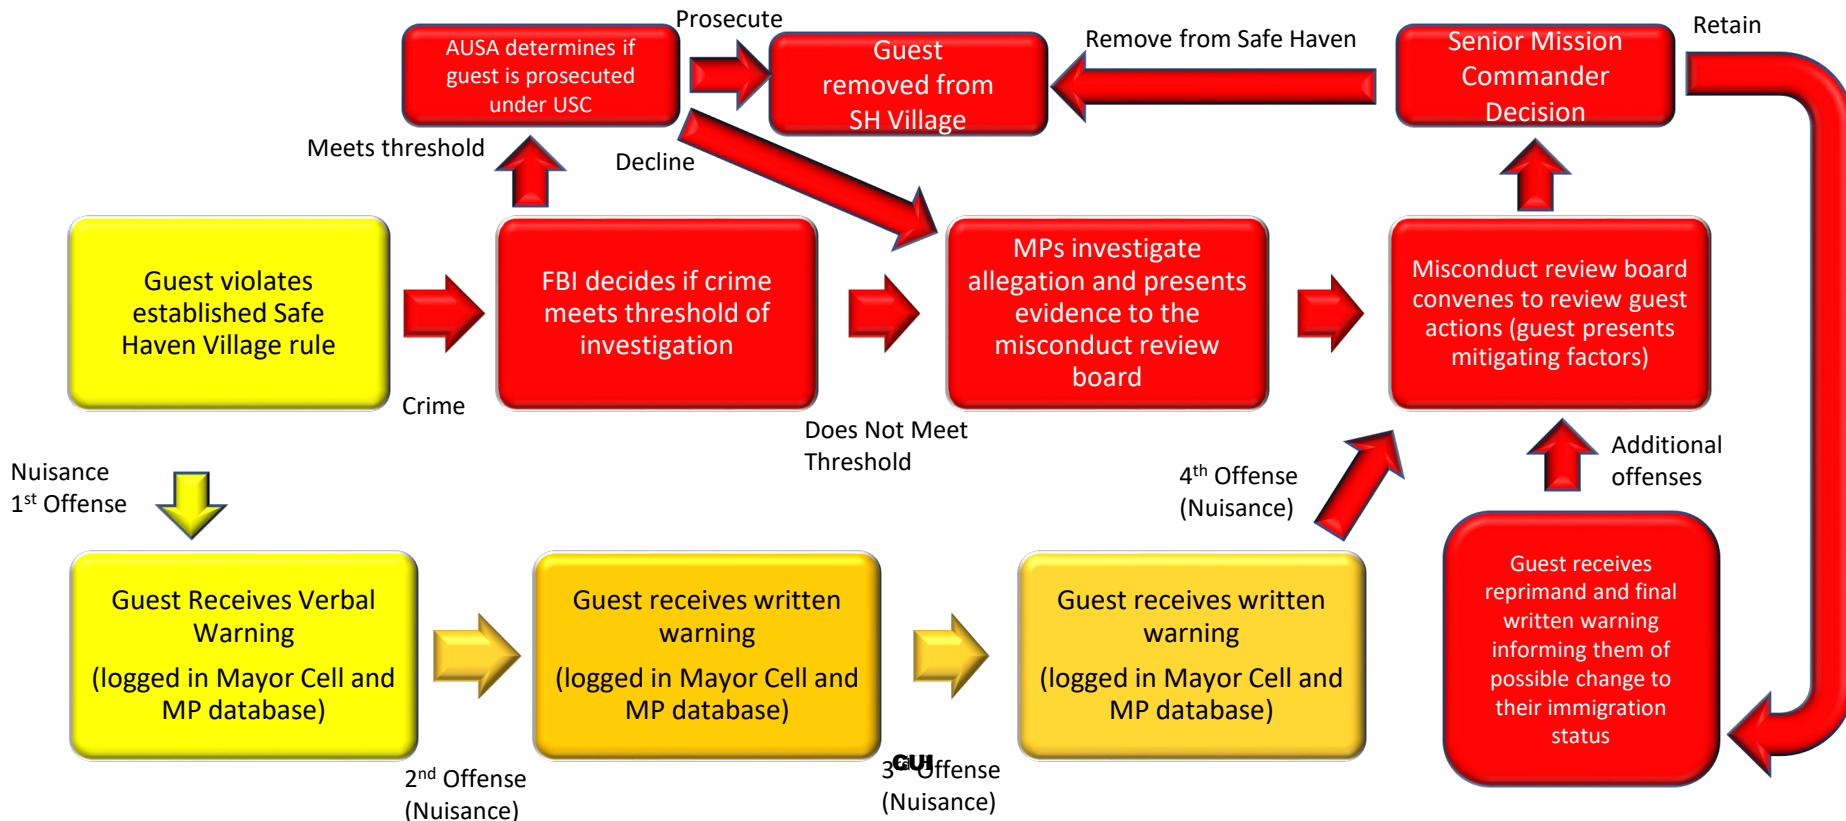 Prosecute
Retain
AUSA determines if
guest is prosecuted
under USC
Guest
removed from
SH Village
Remove from Safe Haven
Senior Mission
Commander
Decision
Meets threshold
Decline
Guest violates
established Safe
Haven Village rule
FBI decides if crime
meets threshold of
investigation
MPs investigate
allegation and presents
evidence to the
misconduct review
board
Misconduct review board
convenes to review guest
actions (guest presents
mitigating factors)
Crime
Does Not Meet
Threshold
Nuisance
1st Offense
4th Offense
(Nuisance)
Additional
offenses
Guest Receives Verbal
Warning
(logged in Mayor Cell and
MP database)
Guest receives written
warning
(logged in Mayor Cell and
MP database)
Guest receives written
warning
(logged in Mayor Cell and
MP database)
Guest receives
reprimand and final
written warning
informing them of
possible change to
their immigration
status
2nd Offense
(Nuisance)
CUI
3rd Offense
(Nuisance)